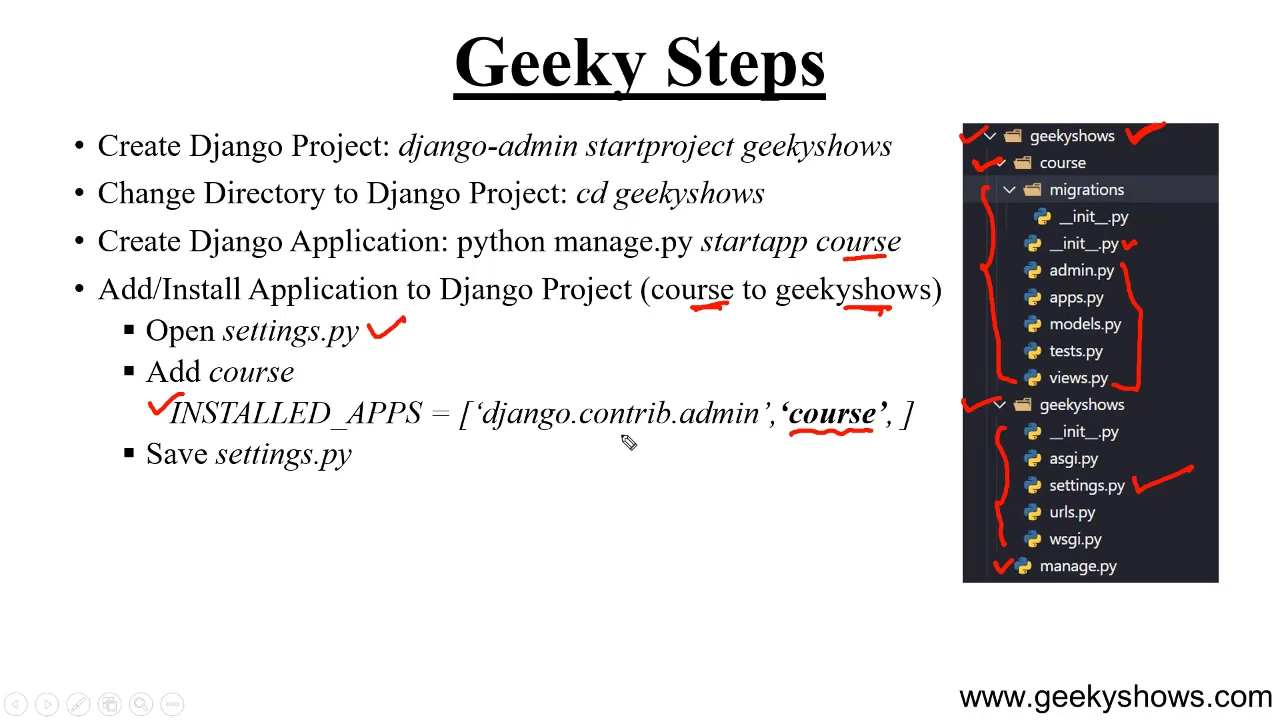 Geeky Steps
• Create Django Project: django-admin startproject geekyshows
• Change Directory to Django Project: cd geekyshows
• Create Django Application: python manage.py startapp course
• Add/Install Application to Django Project (course to geekyshows)
▪ Open settings.py
▪ Add course
INSTALLED_APPS = [‘django.contrib.admin’,‘course’, ]
▪ Save settings.py
geekyshows
course
migrations
__init__.py
__init__.py
admin.py
apps.py
models.py
tests.py
views.py
geekyshows
__init__.py
asgi.py
settings.py
urls.py
wsgi.py
manage.py
www.geekyshows.com